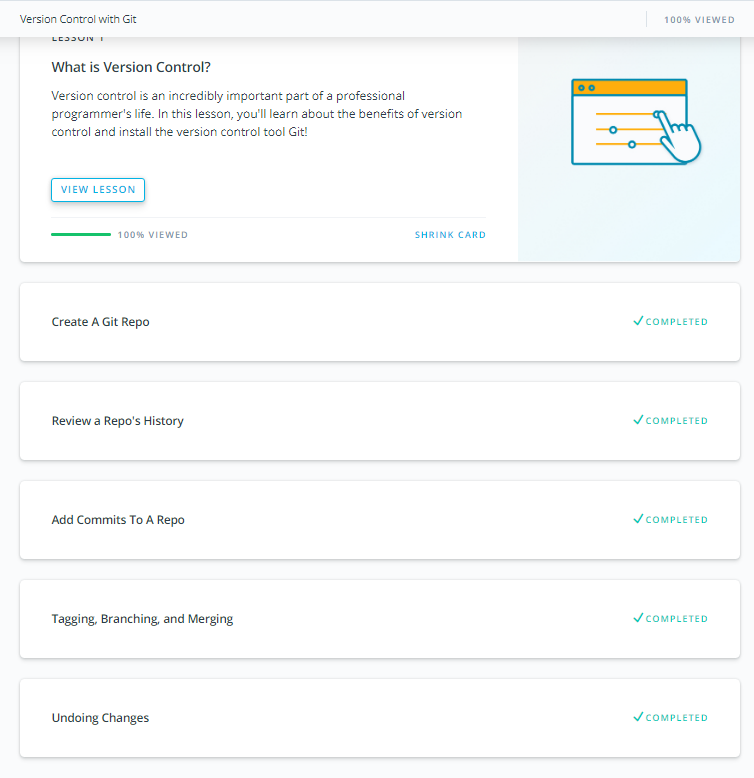 Version Control with Git
100% VIEWED
LESSON 1
What is Version Control?
Version control is an incredibly important part of a professional
programmer's life. In this lesson, you'll learn about the benefits of version
control and install the version control tool Git!
VIEW LESSON
100% VIEWED
SHRINK CARD
Create A Git Repo
COMPLETED
Review a Repo's History
COMPLETED
Add Commits To A Repo
COMPLETED
Tagging, Branching, and Merging
COMPLETED
Undoing Changes
COMPLETED